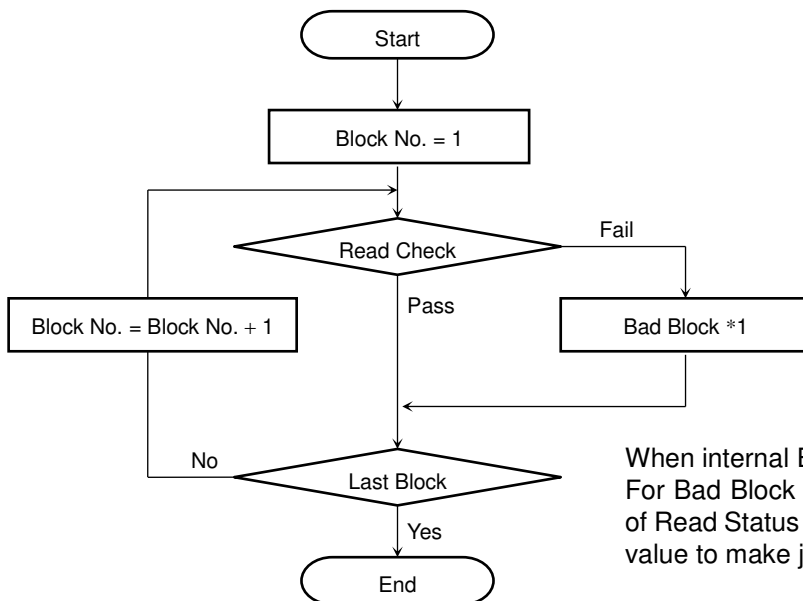 Start
Block No. = 1
Fail
Read Check
Pass
Block No. = Block No. + 1
Bad Block *1
No
Last Block
When internal
For Bad Block
of Read Status
value to make
Yes
End